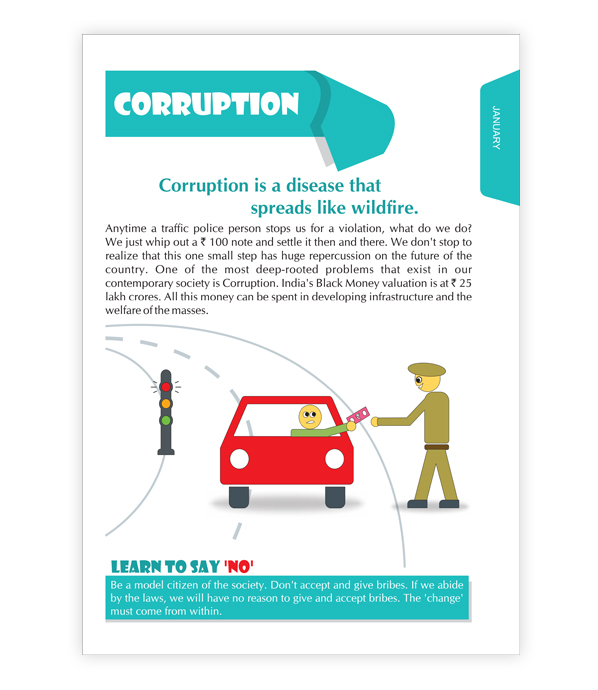 CORRUPTION
JANUARY
Corruption is a disease that
spreads like wildfire.
Anytime a traffic police person stops us for a violation, what do we do?
We just whip out a ₹ 100 note and settle it then and there. We don't stop to
realize that this one small step has huge repercussion on the future of the
country. One of the most deep-rooted problems that exist in our
contemporary society is Corruption. India's Black Money valuation is at ₹ 25
lakh crores. All this money can be spent in developing infrastructure and the
welfare of the masses.
LEARN TO SAY 'NO'
Be a model citizen of the society. Don't accept and give bribes. If we abide
by the laws, we will have no reason to give and accept bribes. The 'change'
must come from within.